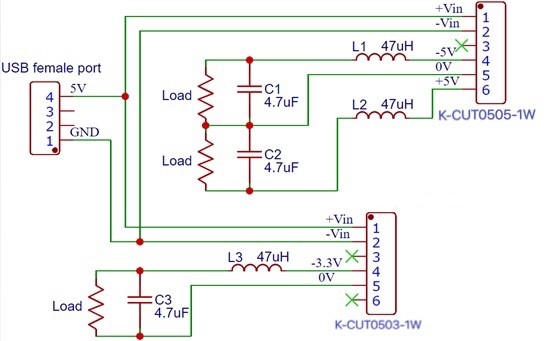 +Vin
-Vin
1
2
3
4
5
6
-5V
0V
+5V
K-CUT0505-1W
L1 47uH
L2 47uH
USB female port
5V
GND
4
3
2
1
Load
C1
4.7uF
Load
C2
4.7uF
+Vin
-Vin
1
2
3
4
5
6
-3.3V
0V
K-CUT0503-1W
L3 47uH
Load
C3
4.7uF